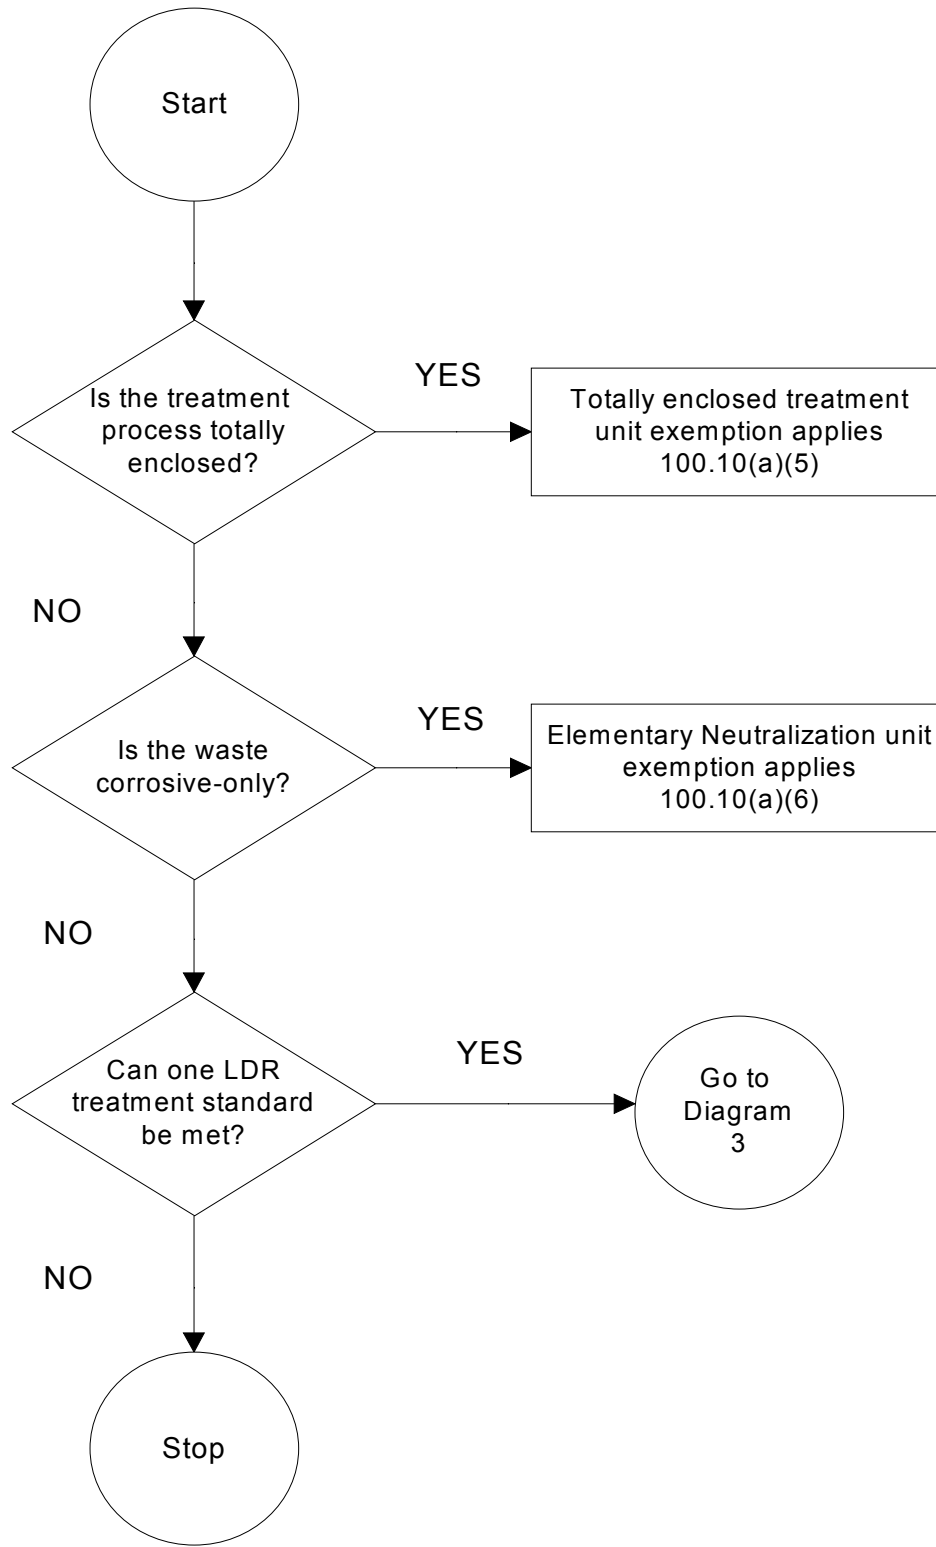 Start
Is the treatment
process totally
enclosed?
YES
Totally enclosed treatment
unit exemption applies
100.10(a)(5)
NO
Is the waste
corrosive-only?
YES
Elementary Neutralization unit
exemption applies
100.10(a)(6)
NO
Can one LDR
treatment standard
be met?
YES
Go to
Diagram
3
NO
Stop